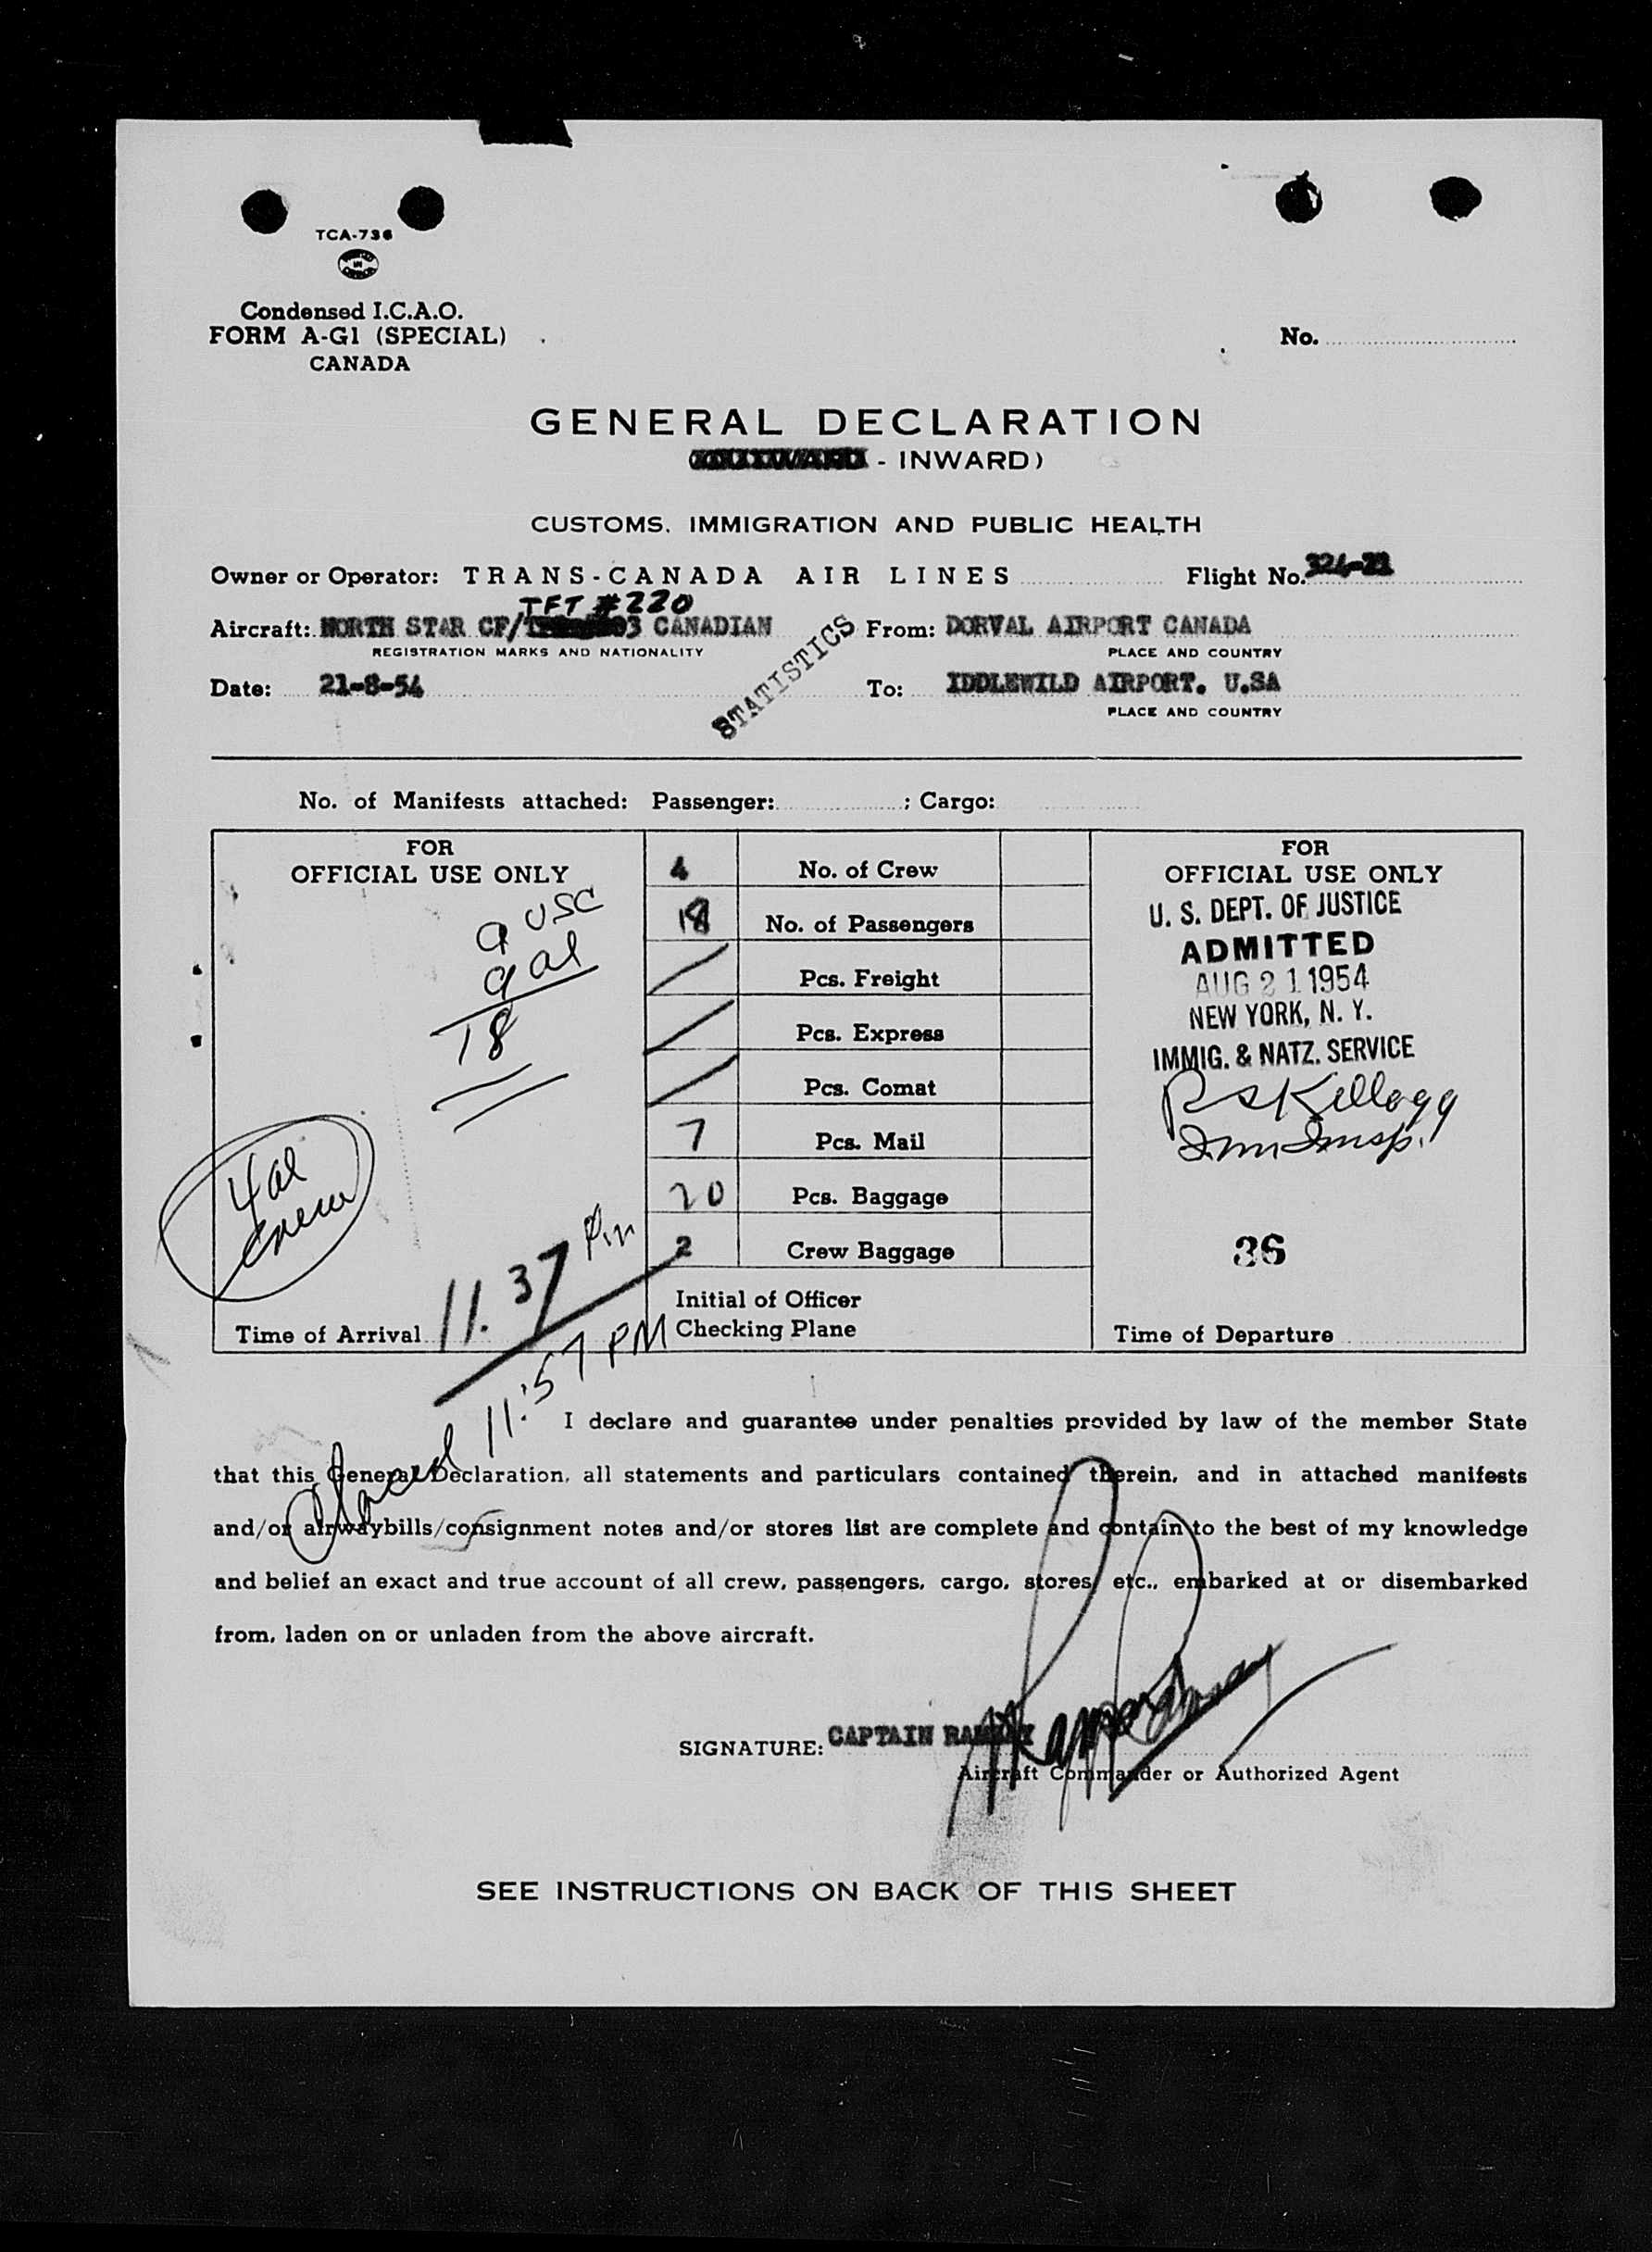 TCA-736
Condensed I.C.A.O.
FORM A-G1 (SPECIAL)
CANADA
No.
GENERAL DECLARATION
- INWARD)
CUSTOMS, IMMIGRATION AND PUBLIC HEALTH
Owner or Operator: TRANS-CANADA AIR LINES Flight No. 324-21
TFT #220
Aircraft: NORTH STAR CF/ CANADIAN From: DORVAL AIRPORT CANADA
REGISTRATION MARKS AND NATIONALITY PLACE AND COUNTRY
STATISTICS
Date: 21-8-54 To: IDDLEWILD AIRPORT. U.SA
PLACE AND COUNTRY
No. of Manifests attached: Passenger: ; Cargo:
FOR
OFFICIAL USE ONLY
9 USC
9 al
18
4 al
crew
Time of Arrival 11.37 Pm
Cleared 11:57 PM
4 No. of Crew
18 No. of Passengers
/ Pcs. Freight
/ Pcs. Express
/ Pcs. Comat
7 Pcs. Mail
20 Pcs. Baggage
2 Crew Baggage
Initial of Officer
Checking Plane
FOR
OFFICIAL USE ONLY
U. S. DEPT. OF JUSTICE
ADMITTED
AUG 21 1954
NEW YORK, N. Y.
IMMIG. & NATZ. SERVICE
R S Kellogg
Imm Insp.
36
Time of Departure
I declare and guarantee under penalties provided by law of the member State
that this General Declaration, all statements and particulars contained therein, and in attached manifests
and/or airwaybills/consignment notes and/or stores list are complete and contain to the best of my knowledge
and belief an exact and true account of all crew, passengers, cargo, stores, etc., embarked at or disembarked
from, laden on or unladen from the above aircraft.
SIGNATURE: CAPTAIN RAMSAY
Aircraft Commander or Authorized Agent
SEE INSTRUCTIONS ON BACK OF THIS SHEET